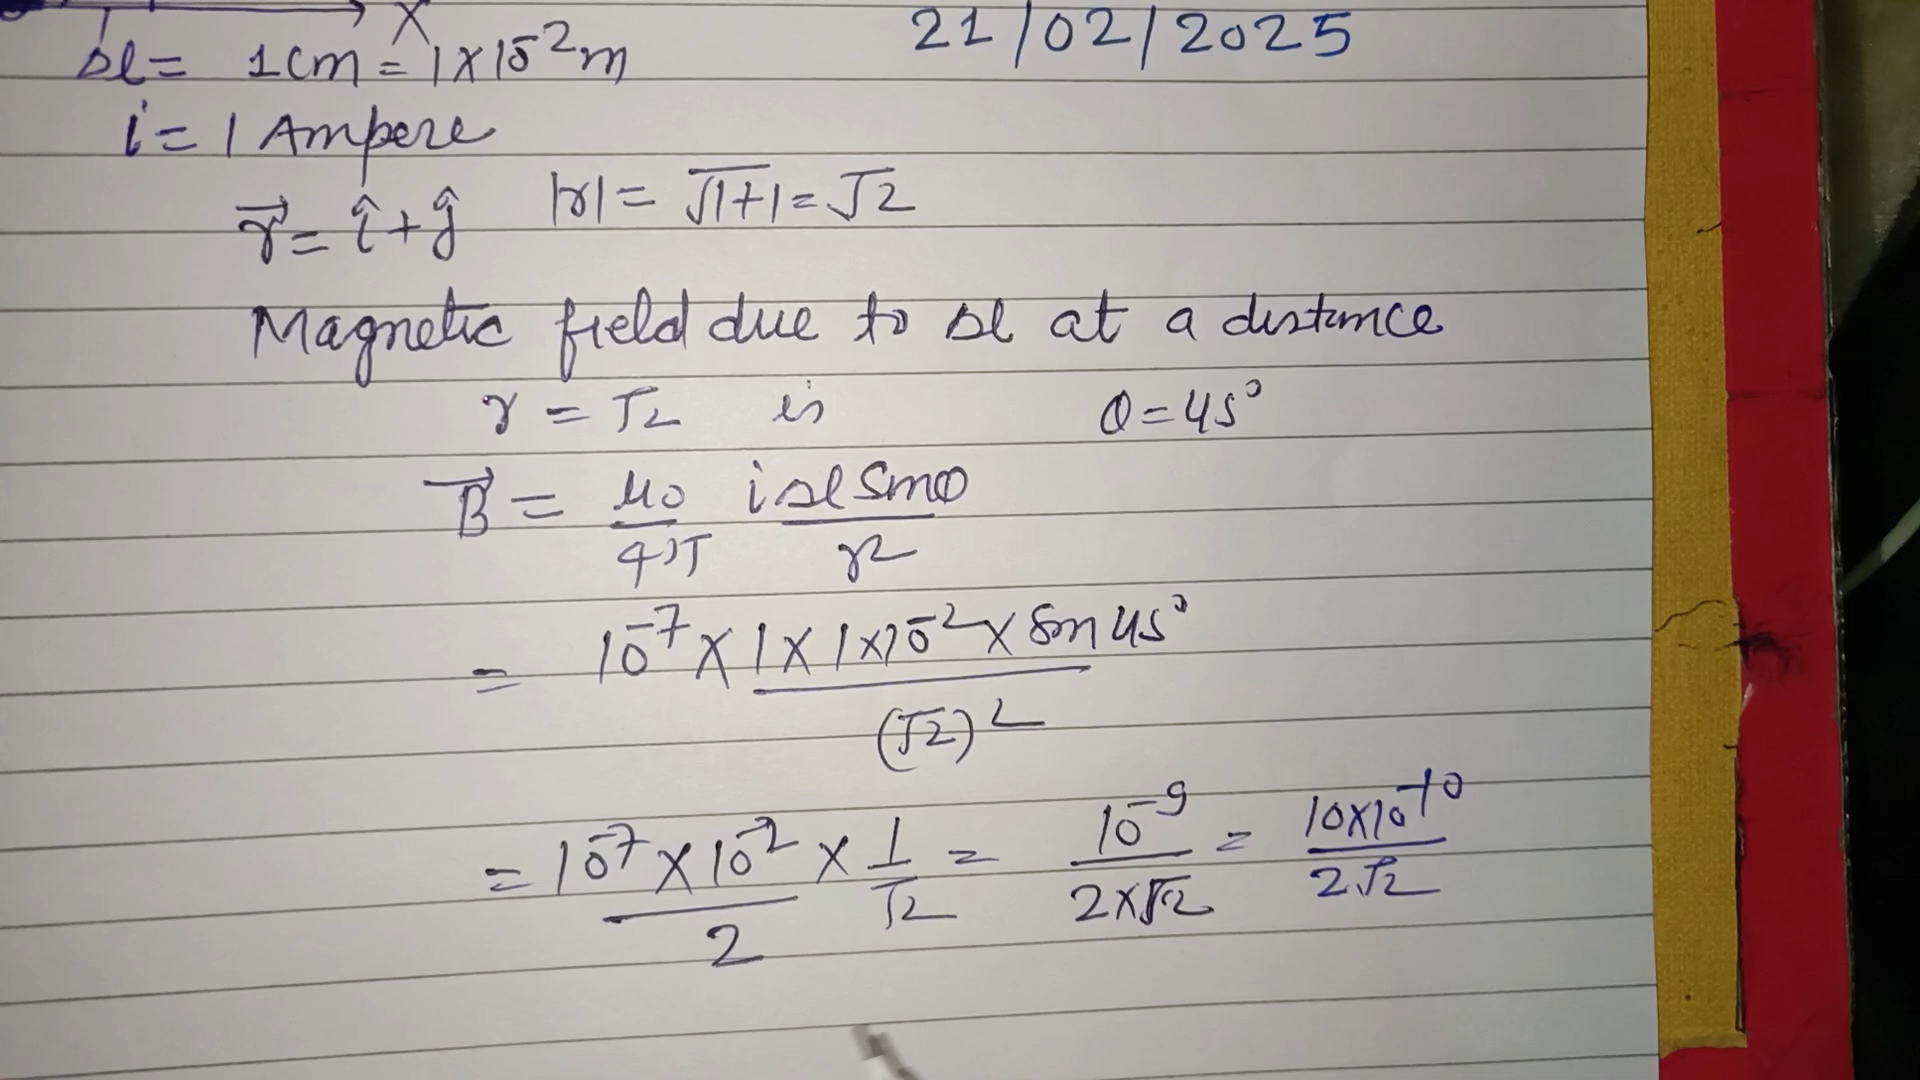 X
21/02/2025
Δl = 1cm = 1×10⁻²m
i = 1 Ampere
r⃗ = î + ĵ |r| = √1+1 = √2
Magnetic field due to Δl at a distance
r = √2 is θ = 45°
B⃗ = μ0/4π iΔl Sinθ/r²
= 10⁻⁷ × 1 × 1×10⁻² × Sin 45°/(√2)²
= 10⁻⁷ × 10⁻²/2 × 1/√2 = 10⁻⁹/2×√2 = 10×10⁻¹⁰/2√2